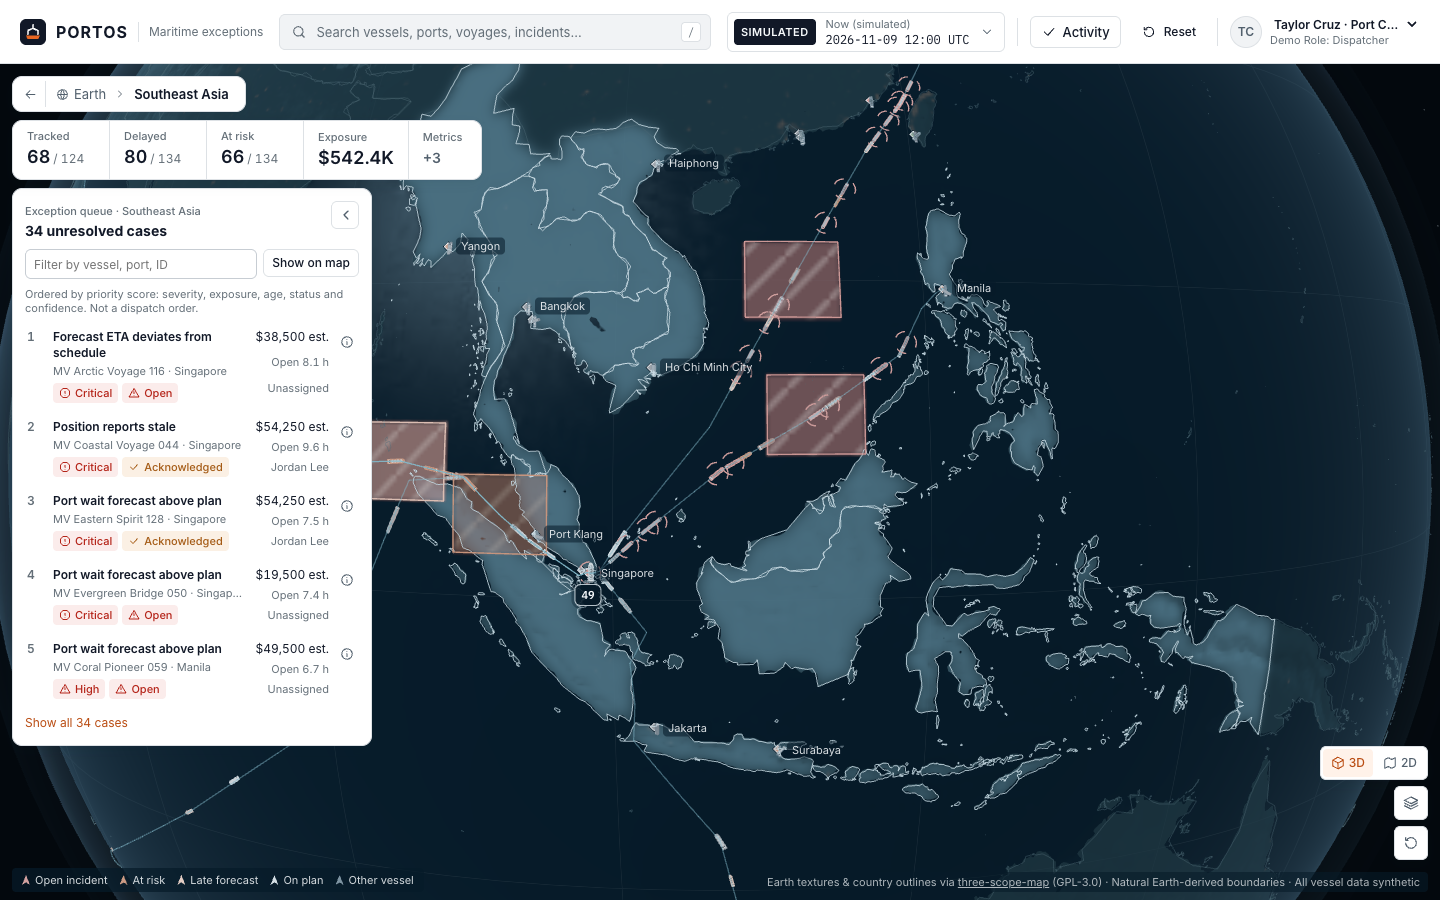 PORTOS
Maritime exceptions
Search vessels, ports, voyages, incidents...
/
SIMULATED
Now (simulated)
2026-11-09 12:00 UTC
Activity
Reset
TC
Taylor Cruz · Port C...
Demo Role: Dispatcher
Earth
Southeast Asia
Tracked
68 / 124
Delayed
80 / 134
At risk
66 / 134
Exposure
$542.4K
Metrics
+3
Exception queue · Southeast Asia
34 unresolved cases
Filter by vessel, port, ID
Show on map
Ordered by priority score: severity, exposure, age, status and
confidence. Not a dispatch order.
1
Forecast ETA deviates from
schedule
MV Arctic Voyage 116 · Singapore
Critical
Open
$38,500 est.
Open 8.1 h
Unassigned
2
Position reports stale
MV Coastal Voyage 044 · Singapore
Critical
Acknowledged
$54,250 est.
Open 9.6 h
Jordan Lee
3
Port wait forecast above plan
MV Eastern Spirit 128 · Singapore
Critical
Acknowledged
$54,250 est.
Open 7.5 h
Jordan Lee
4
Port wait forecast above plan
MV Evergreen Bridge 050 · Singap...
Critical
Open
$19,500 est.
Open 7.4 h
Unassigned
5
Port wait forecast above plan
MV Coral Pioneer 059 · Manila
High
Open
$49,500 est.
Open 6.7 h
Unassigned
Show all 34 cases
Haiphong
Yangon
Bangkok
Manila
Ho Chi Minh City
Port Klang
Singapore
49
Jakarta
Surabaya
3D
2D
Open incident
At risk
Late forecast
On plan
Other vessel
Earth textures & country outlines via three-scope-map (GPL-3.0) · Natural Earth-derived boundaries · All vessel data synthetic